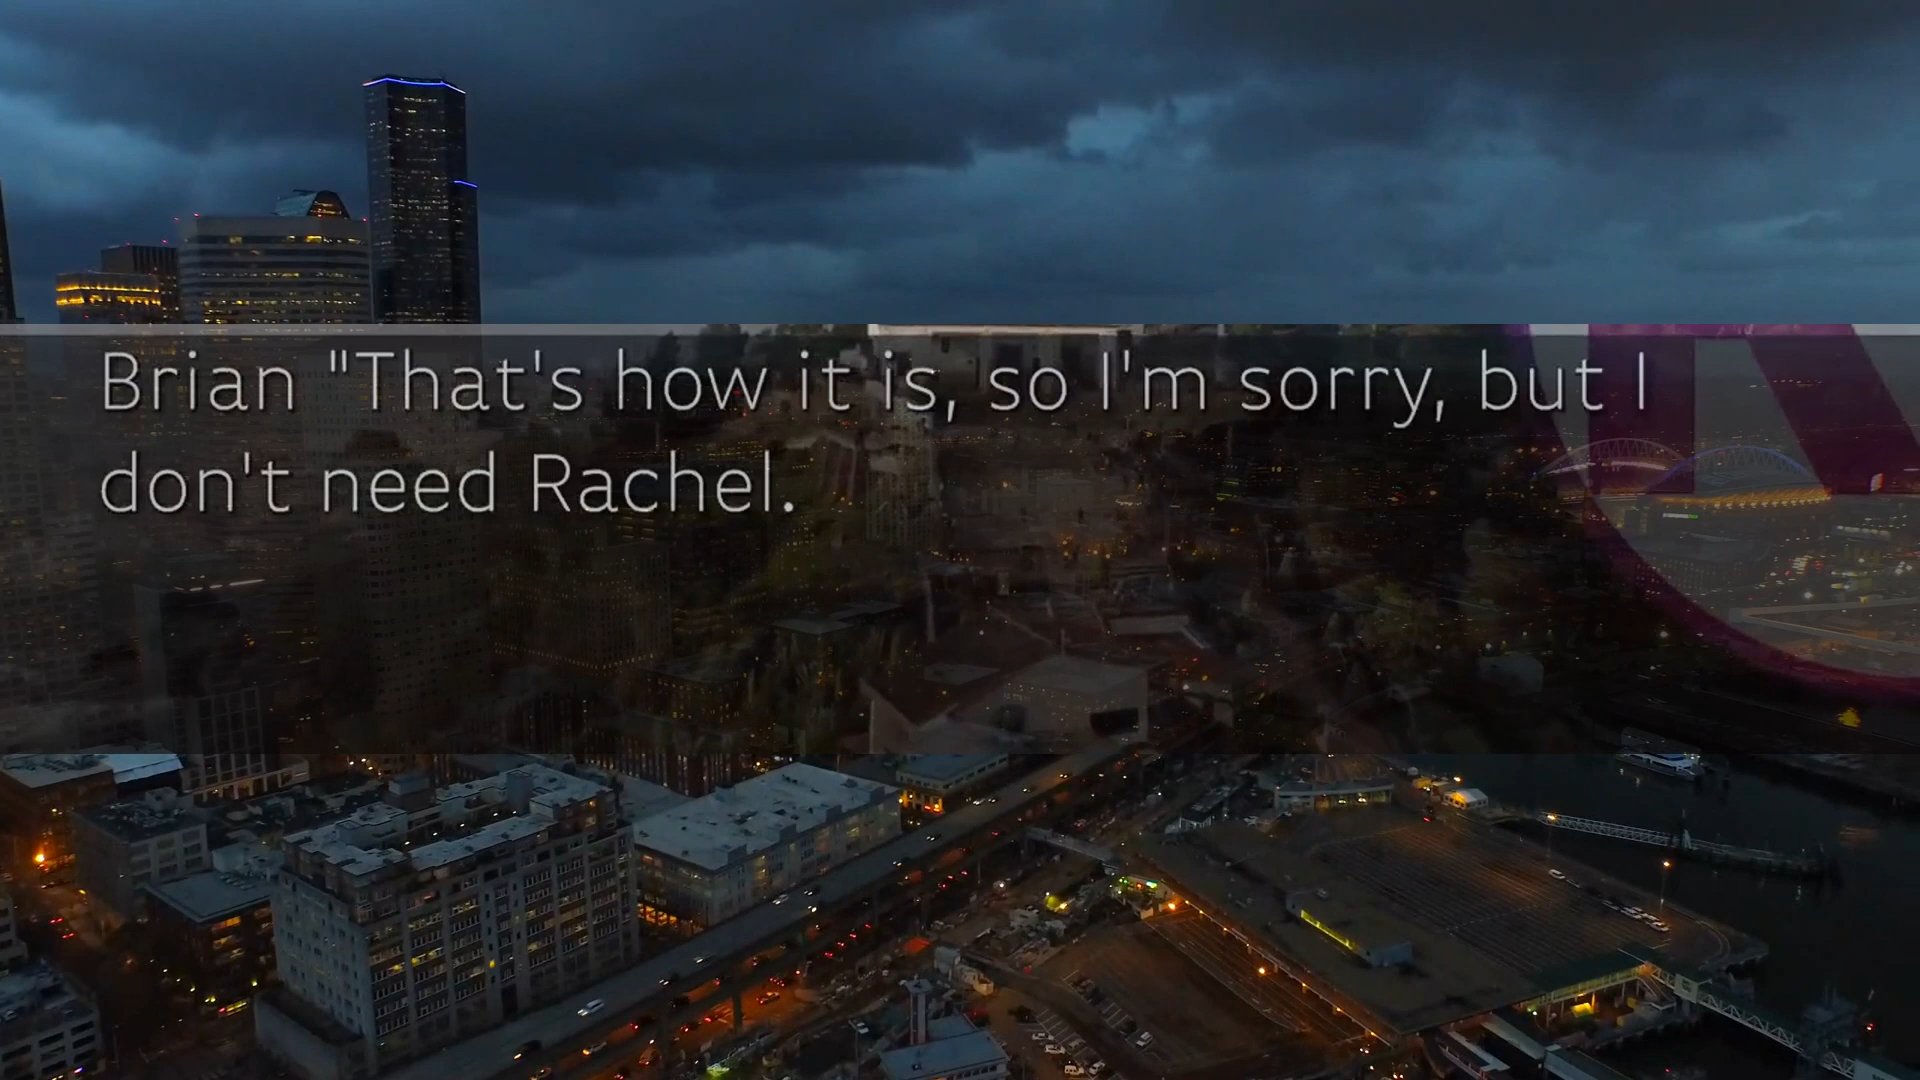 Brian "That's how it is, so I'm sorry, but I
don't need Rachel.